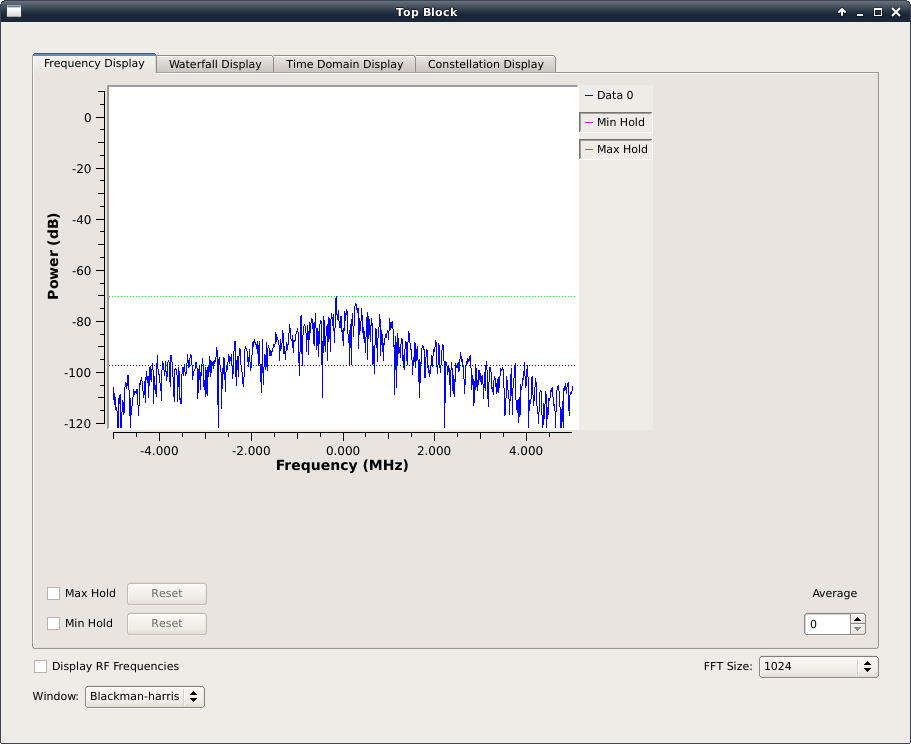 Top Block
Frequency Display
Waterfall Display
Time Domain Display
Constellation Display
Data 0
Min Hold
Max Hold
0
-20
-40
-60
-80
-100
-120
Power (dB)
-4.000
-2.000
0.000
2.000
4.000
Frequency (MHz)
Max Hold
Reset
Average
Min Hold
Reset
0
Display RF Frequencies
FFT Size:
1024
Window:
Blackman-harris